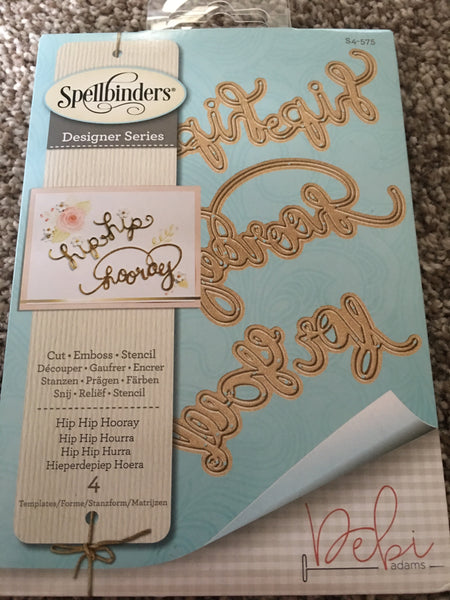 S4-575
Spellbinders®
Designer Series
hip hip
hooray
Cut • Emboss • Stencil
Découper • Gaufrer • Encrer
Stanzen • Prägen • Färben
Snij • Reliëf • Stencil
Hip Hip Hooray
Hip Hip Hourra
Hip Hip Hurra
Hieperdepiep Hoera
4
Templates/Forme/Stanzform/Matrijzen
Debi
adams